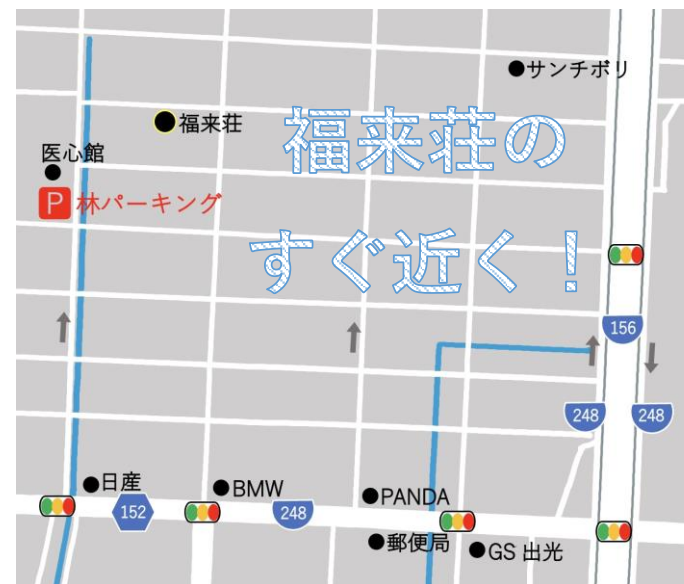 サンチボリ
福来荘
福来荘の
医心館
P 林パーキング
すぐ近く！
156
248
248
日産
BMW
PANDA
152
248
郵便局
GS 出光